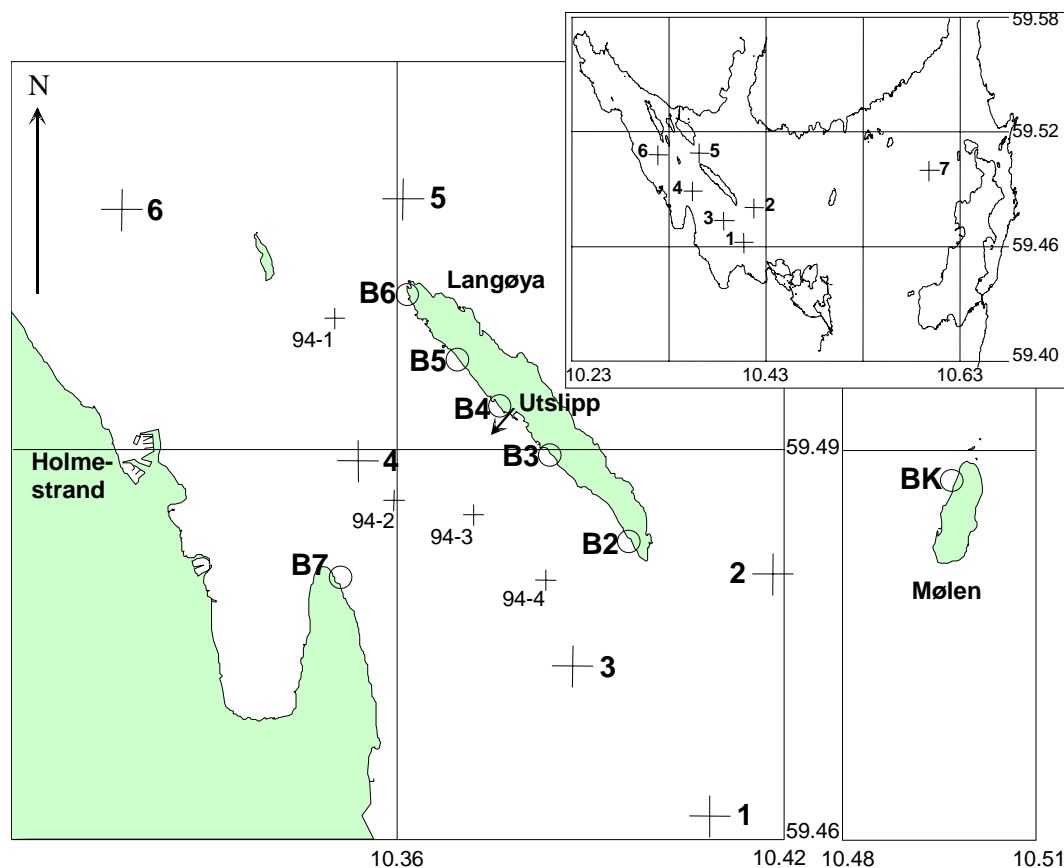 59.58
N
59.52
6
5
7
4
2
3
1
59.46
59.40
10.23
10.43
10.63
6
5
Langøya
B6
94-1
B5
Utslipp
B4
B3
59.49
Holme-
strand
4
BK
94-2
94-3
B2
B7
2
94-4
Mølen
3
1
59.46
10.36
10.42
10.48
10.51